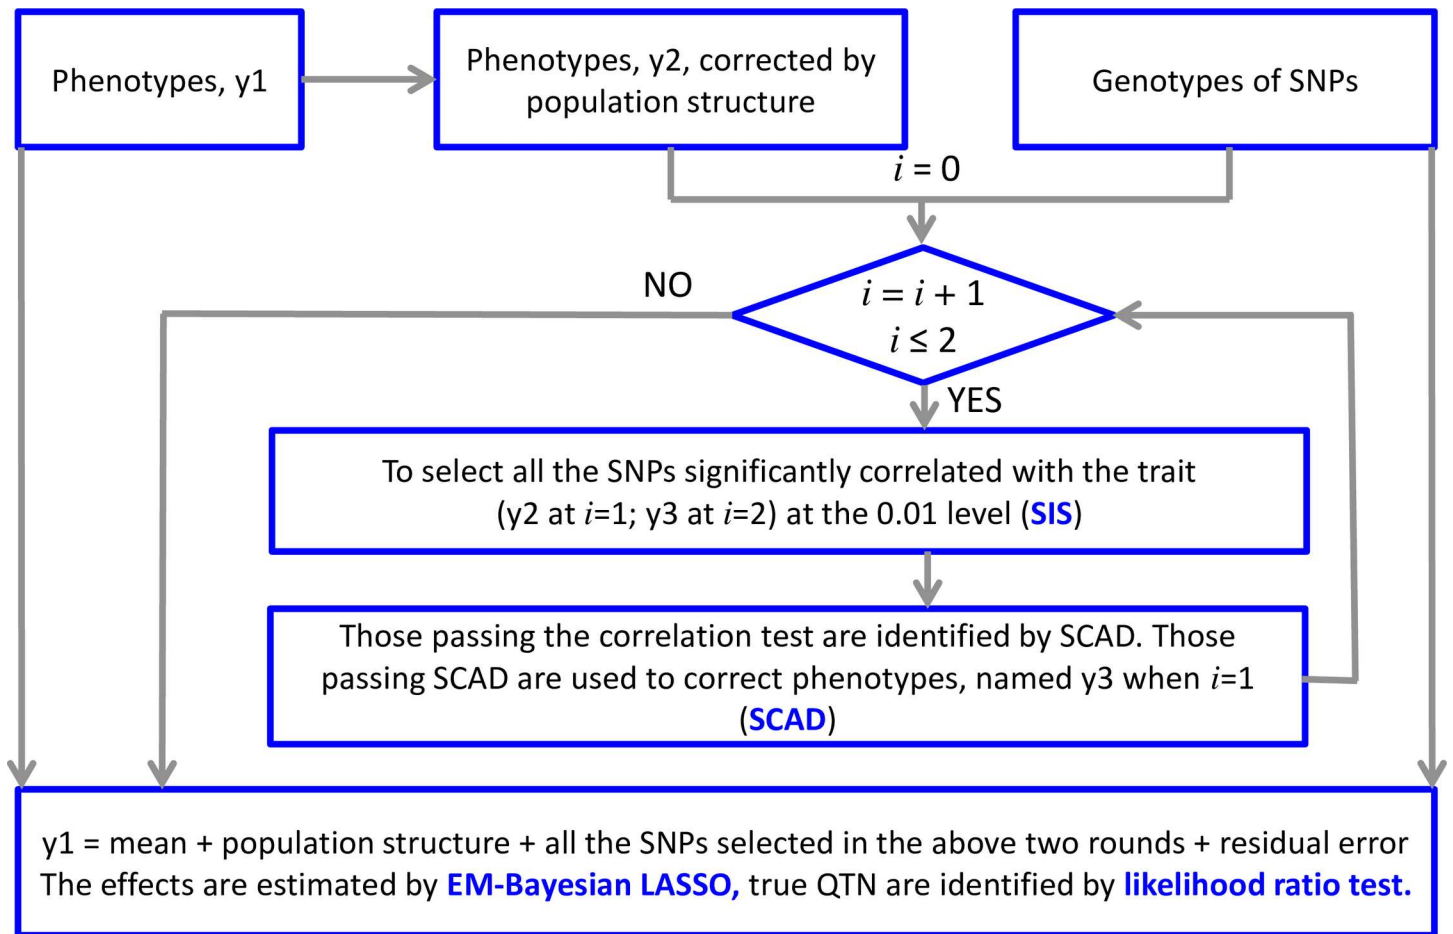 Phenotypes, y1
Phenotypes, y2, corrected by
population structure
Genotypes of SNPs
i = 0
NO
i = i + 1
i ≤ 2
YES
To select all the SNPs significantly correlated with the trait
(y2 at i=1; y3 at i=2) at the 0.01 level (SIS)
Those passing the correlation test are identified by SCAD. Those
passing SCAD are used to correct phenotypes, named y3 when i=1
(SCAD)
y1 = mean + population structure + all the SNPs selected in the above two rounds + residual error
The effects are estimated by EM-Bayesian LASSO, true QTN are identified by likelihood ratio test.